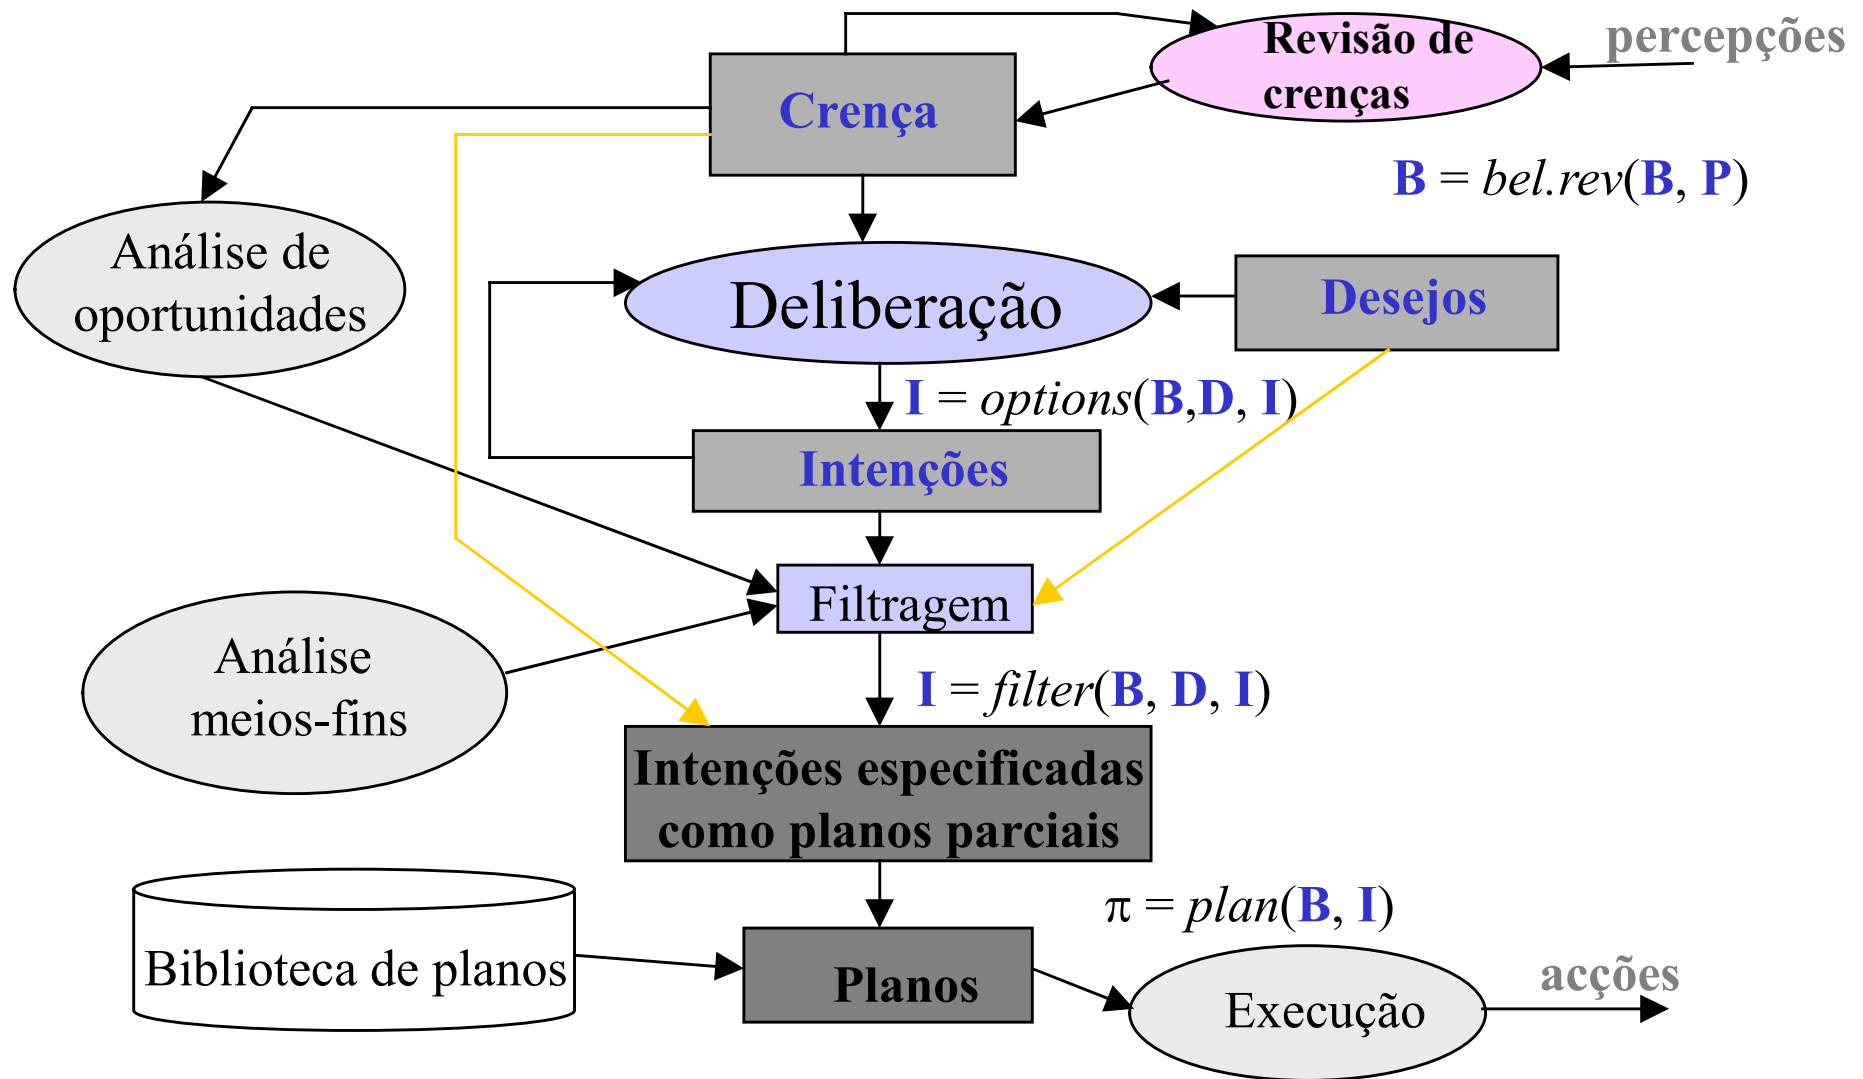 percepções
Revisão de
crenças
Crença
B = bel.rev(B, P)
Análise de
oportunidades
Deliberação
Desejos
I = options(B,D, I)
Intenções
Filtragem
Análise
meios-fins
I = filter(B, D, I)
Intenções especificadas
como planos parciais
π = plan(B, I)
Biblioteca de planos
Planos
acções
Execução